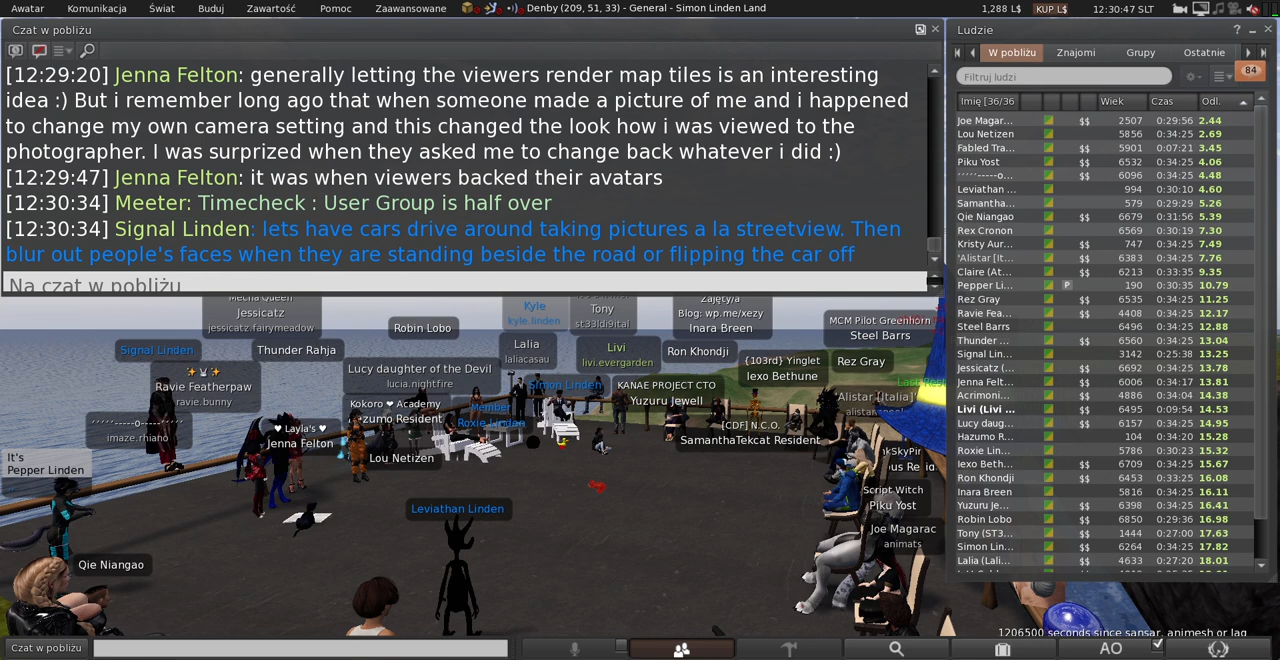 Awatar Komunikacja Świat Buduj Zawartość Pomoc Zaawansowane Denby (209, 51, 33) - General - Simon Linden Land 1,288 L$ KUP L$ 12:30:47 SLT
Czat w pobliżu
[12:29:20] Jenna Felton: generally letting the viewers render map tiles is an interesting
idea :) But i remember long ago that when someone made a picture of me and i happened
to change my own camera setting and this changed the look how i was viewed to the
photographer. I was surprized when they asked me to change back whatever i did :)
[12:29:47] Jenna Felton: it was when viewers backed their avatars
[12:30:34] Meeter: Timecheck : User Group is half over
[12:30:34] Signal Linden: lets have cars drive around taking pictures a la streetview. Then
blur out people's faces when they are standing beside the road or flipping the car off
Na czat w pobliżu
Ludzie
W pobliżu Znajomi Grupy Ostatnie
Filtruj ludzi
84
Imię [36/36 Wiek Czas Odl.
Joe Magar... $$ 2507 0:29:56 2.44
Lou Netizen 5856 0:34:25 2.69
Fabled Tra... $$ 5901 0:07:21 3.45
Piku Yost $$ 6532 0:34:25 4.06
$$ 6096 0:34:25 4.48
Leviathan ... 994 0:30:10 4.60
Samantha... 579 0:29:29 5.26
Qie Niangao $$ 6679 0:31:56 5.39
Rex Cronon 6569 0:30:19 7.30
Kristy Aur... $$ 747 0:34:25 7.49
'Alistar [It... $$ 6383 0:34:25 7.76
Claire (At... $$ 6213 0:33:35 9.35
Pepper Li... P 190 0:30:35 10.79
Rez Gray $$ 6535 0:34:25 11.25
Ravie Fea... $$ 4408 0:34:25 12.17
Steel Barrs 6496 0:34:25 12.88
Thunder ... $$ 6560 0:34:25 13.04
Signal Lin... 3142 0:25:38 13.25
Jessicatz (... $$ 6692 0:34:25 13.78
Jenna Felt... $$ 6006 0:34:17 13.81
Acrimoni... $$ 4886 0:34:04 14.38
Livi (Livi ... $$ 6495 0:09:54 14.53
Lucy daug... $$ 6157 0:34:25 14.95
Hazumo R... 104 0:34:20 15.28
Roxie Lin... 5786 0:30:23 15.32
Iexo Beth... $$ 6709 0:34:25 15.67
Ron Khondji $$ 6453 0:33:25 16.08
Inara Breen 5816 0:34:25 16.11
Yuzuru Je... $$ 6398 0:34:25 16.41
Robin Lobo $$ 6850 0:29:36 16.98
Tony (ST3... $$ 1444 0:27:00 17.63
Simon Lin... $$ 6264 0:34:25 17.82
Lalia (Lali... $$ 4633 0:27:20 18.01
Mecha Queen
Jessicatz
jessicatz.fairymeadow
Robin Lobo
Kyle
kyle.linden
Tony
st33ldi9ital
Zajęty/a
Blog: wp.me/xezy
Inara Breen
MCM Pilot Greenhorn
Steel Barrs
Signal Linden
Thunder Rahja
Lalia
laliacasau
Livi
livi.evergarden
Ron Khondji
{103rd} Yinglet
Iexo Bethune
Rez Gray
Ravie Featherpaw
ravie.bunny
Lucy daughter of the Devil
lucia.nightfire
Simon Linden
KANAE PROJECT CTO
Yuzuru Jewell
Alistar [Italia]
Kokoro ❤ Academy
Hazumo Resident
Member
Roxie Linden
imaze.rhiano
♥ Layla's ♥
Jenna Felton
[CDF] N.C.O.
SamanthaTekcat Resident
Lou Netizen
It's
Pepper Linden
Script Witch
Piku Yost
Leviathan Linden
Joe Magarac
animats
Qie Niangao
1206500 seconds since sansar, animesh or lag
Czat w pobliżu AO